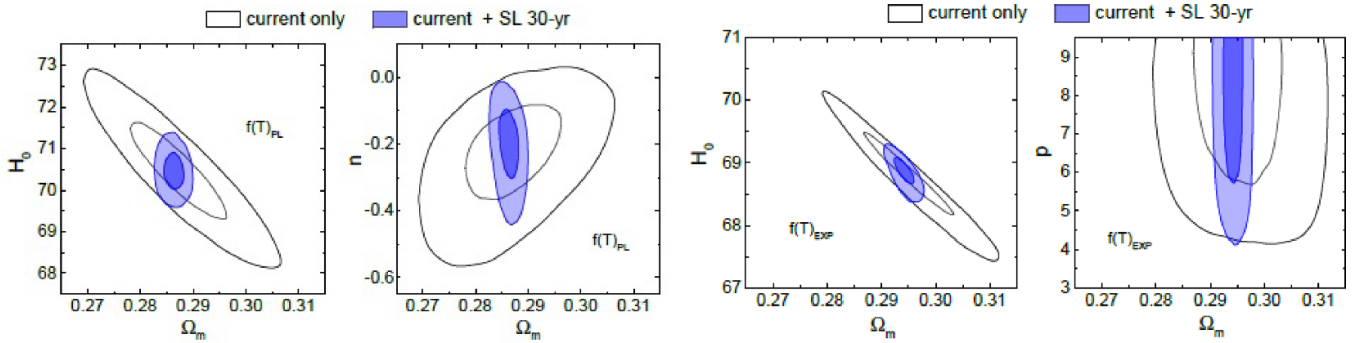 current only current + SL 30-yr
73
72
71
70
69
68
H₀
f(T)PL
0.27 0.28 0.29 0.30 0.31
Ωm
0.0
-0.2
-0.4
-0.6
n
f(T)PL
0.27 0.28 0.29 0.30 0.31
Ωm
current only current + SL 30-yr
71
70
69
68
67
H₀
f(T)EXP
0.27 0.28 0.29 0.30 0.31
Ωm
9
8
7
6
5
4
3
p
f(T)EXP
0.27 0.28 0.29 0.30 0.31
Ωm